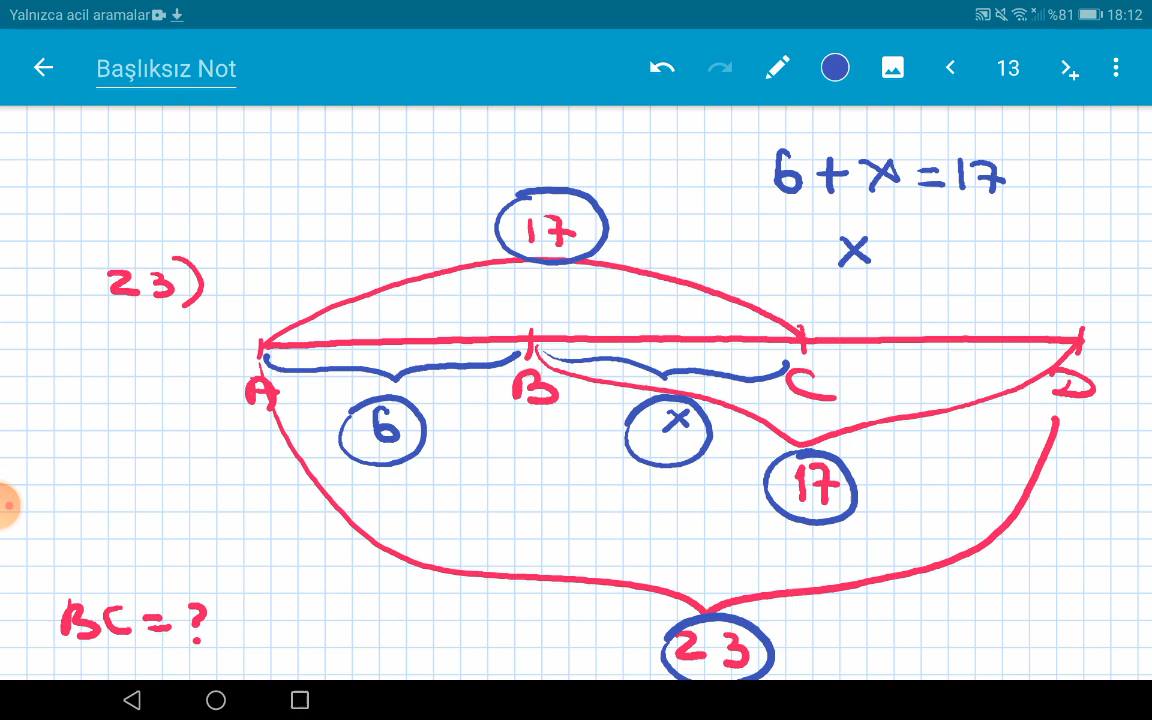 Yalnızca acil aramalar %81 18:12
Başlıksız Not 13
6+x=17
17
x
23)
A B C D
6 x
17
BC=?
23